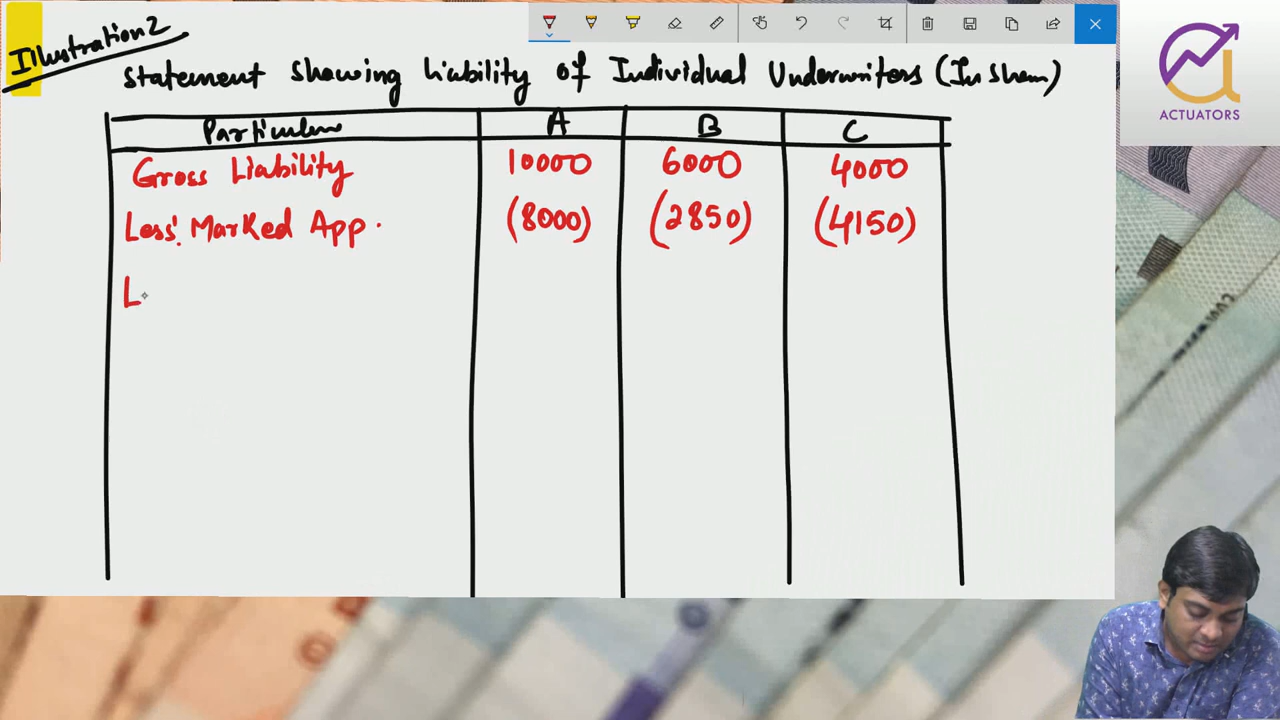 Illustration 2
Statement Showing Liability of Individual Underwriters (In Share)
Particulars A B C
Gross Liability 10000 6000 4000
Less: Marked App. (8000) (2850) (4150)
L
ACTUATORS